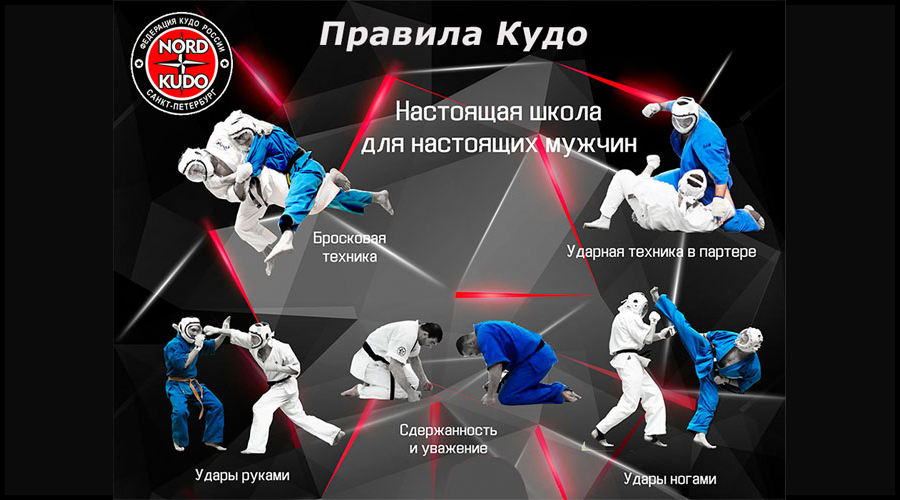 Правила Кудо
ФЕДЕРАЦИЯ КУДО РОССИИ
NORD
KUDO
САНКТ-ПЕТЕРБУРГ
Настоящая школа
для настоящих мужчин
Бросковая
техника
Ударная техника в партере
Удары руками
Сдержанность
и уважение
Удары ногами